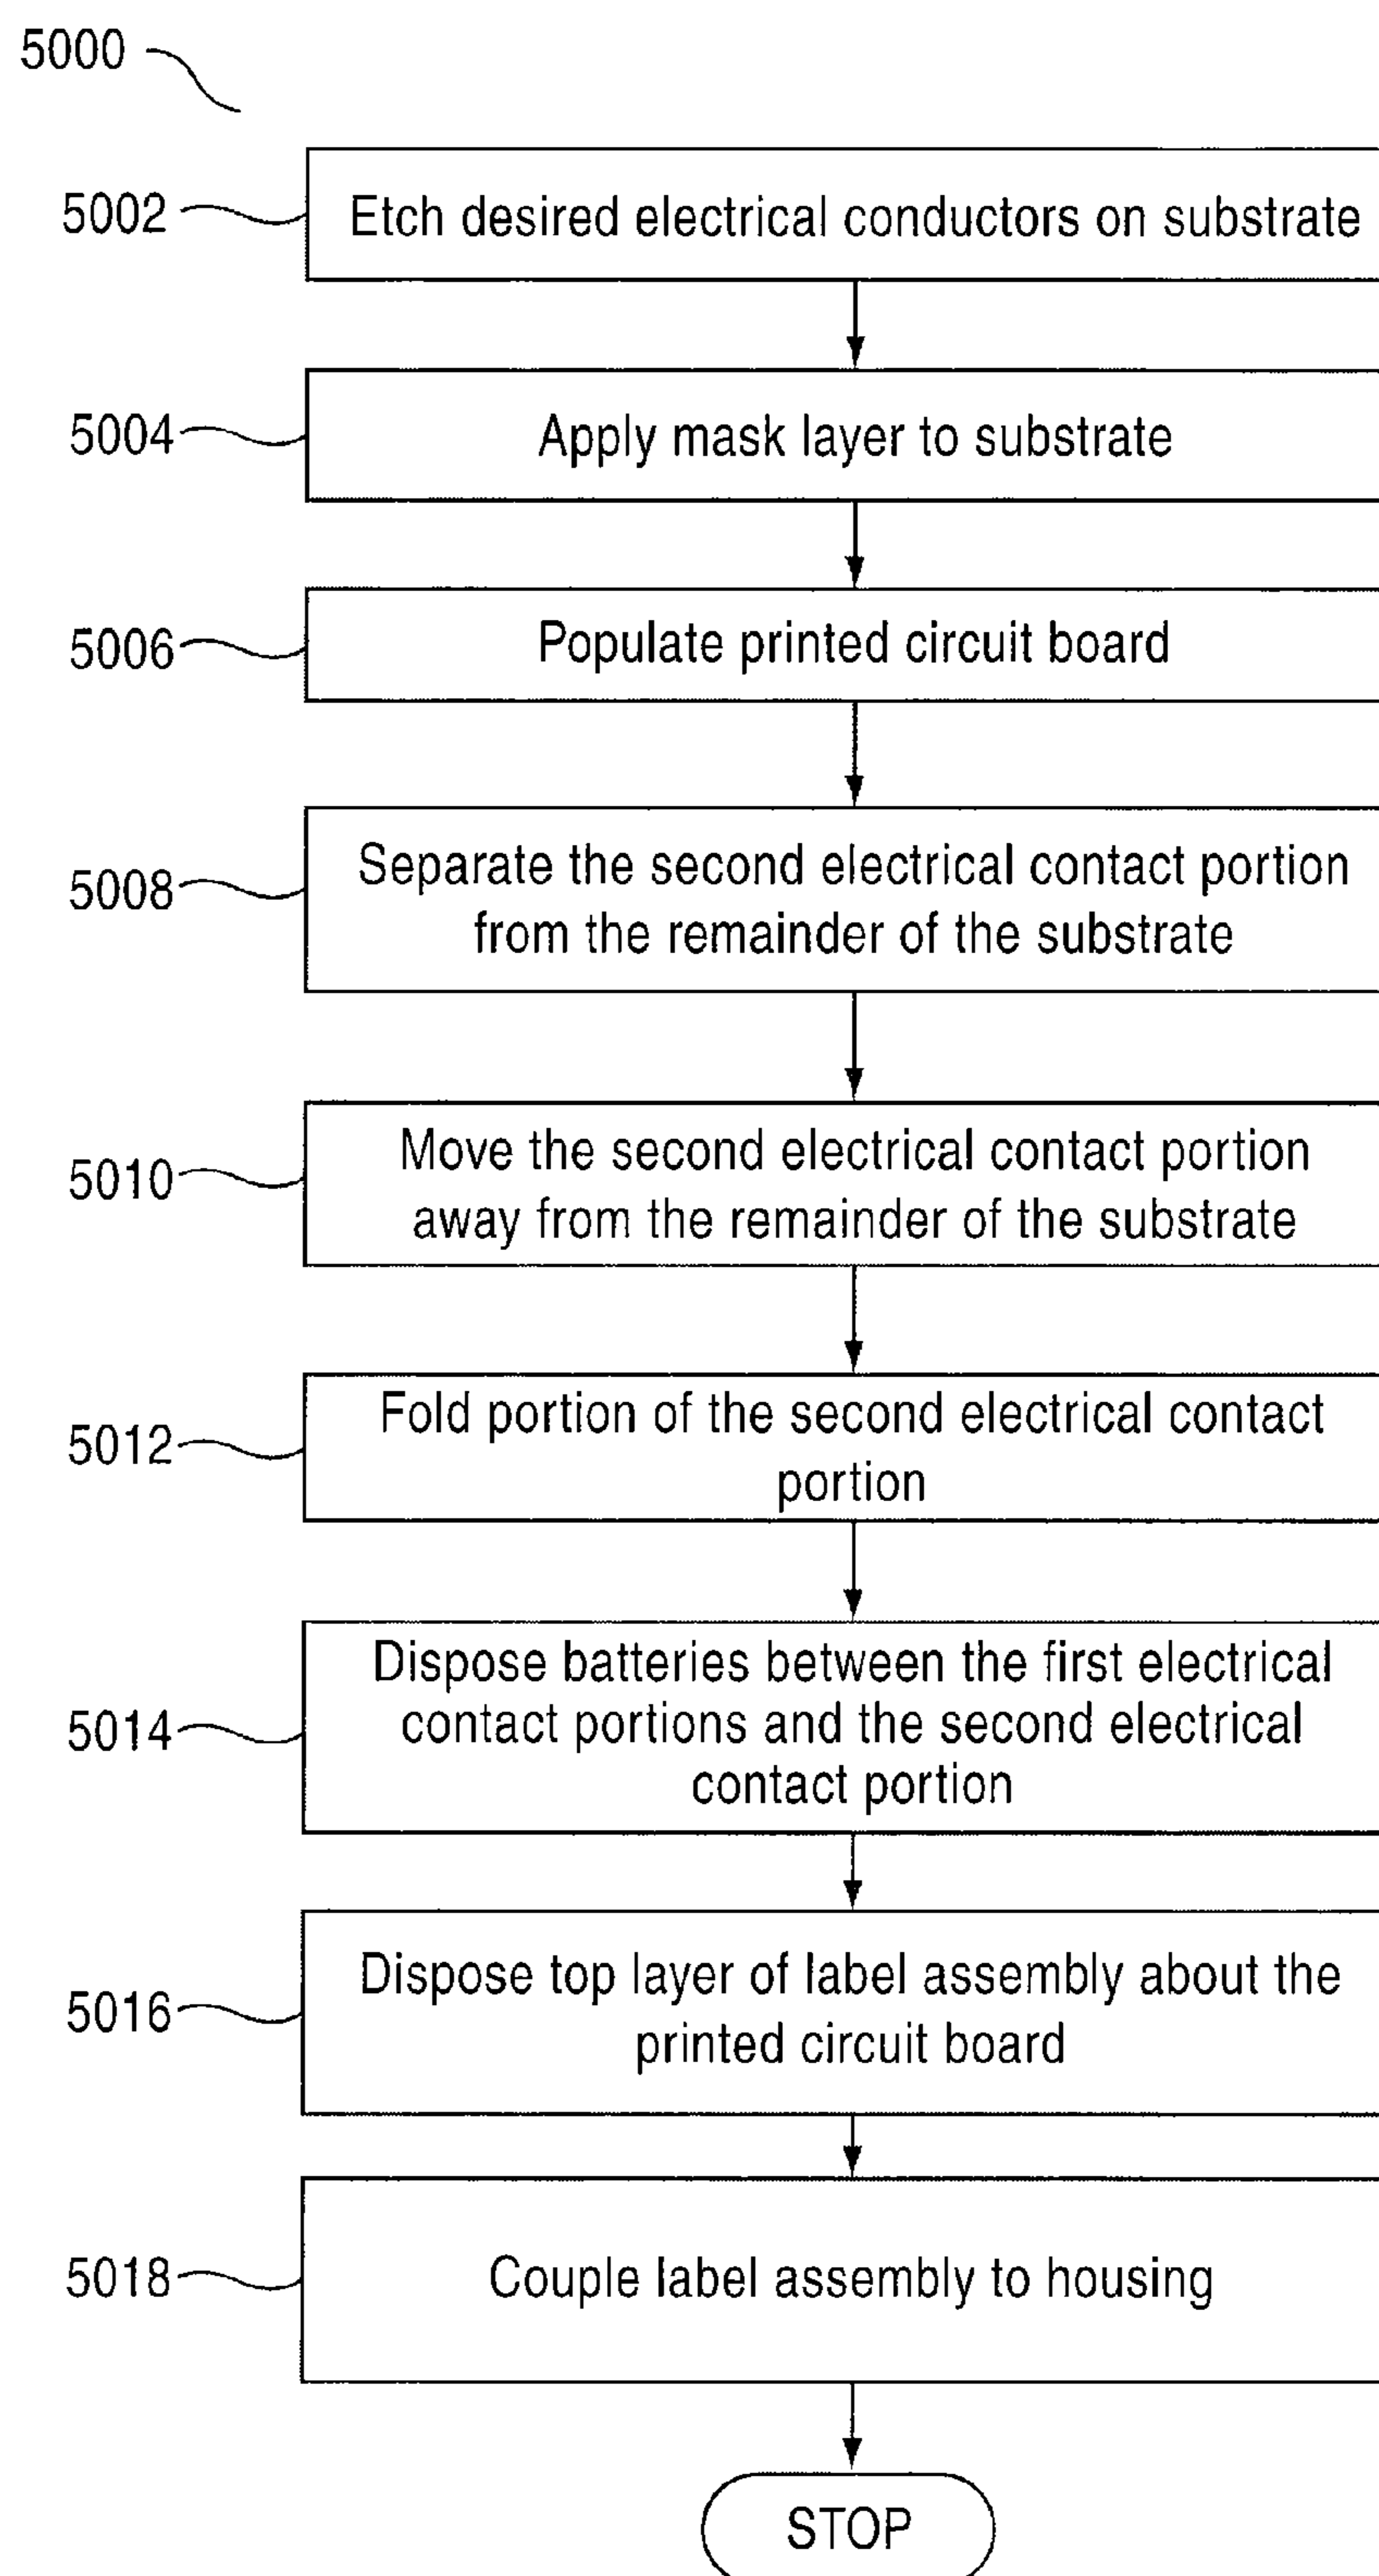 5000
5002
Etch desired electrical conductors on substrate
5004
Apply mask layer to substrate
5006
Populate printed circuit board
5008
Separate the second electrical contact portion
from the remainder of the substrate
5010
Move the second electrical contact portion
away from the remainder of the substrate
5012
Fold portion of the second electrical contact
portion
5014
Dispose batteries between the first electrical
contact portions and the second electrical
contact portion
5016
Dispose top layer of label assembly about the
printed circuit board
5018
Couple label assembly to housing
STOP